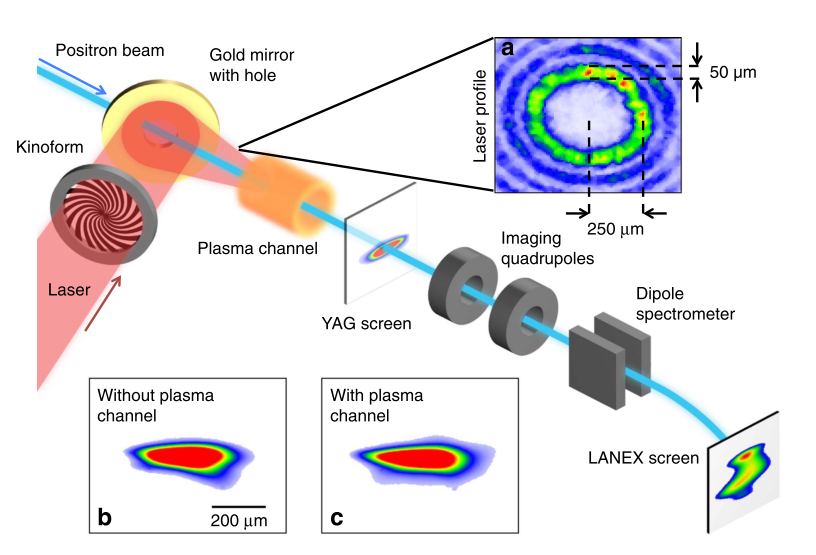 Positron beam
Gold mirror
with hole
Kinoform
Laser
Plasma channel
a
Laser profile
50 μm
250 μm
YAG screen
Imaging
quadrupoles
Dipole
spectrometer
LANEX screen
Without plasma
channel
b
200 μm
With plasma
channel
c